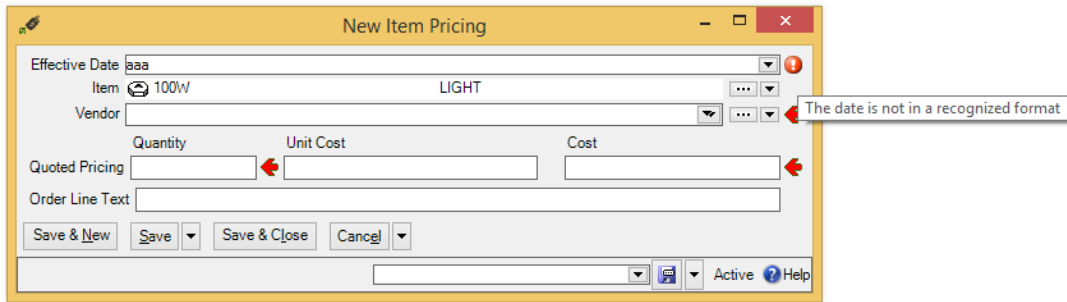 New Item Pricing
Effective Date aaa
Item 100W LIGHT
Vendor
The date is not in a recognized format
Quantity Unit Cost Cost
Quoted Pricing
Order Line Text
Save & New Save Save & Close Cancel
Active Help